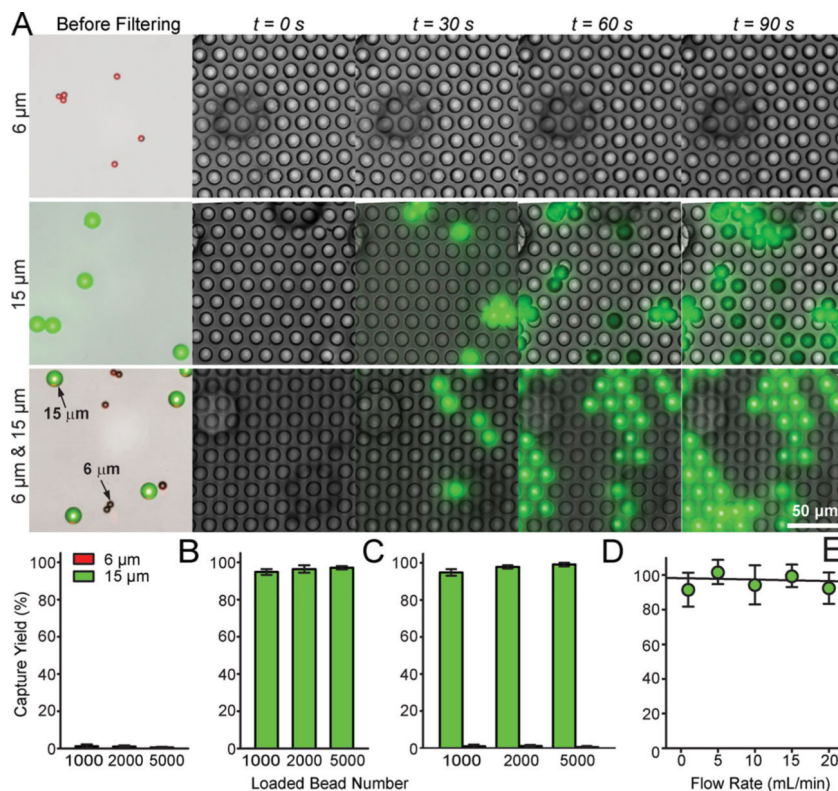 A
Before Filtering
t = 0 s
t = 30 s
t = 60 s
t = 90 s
6 µm
15 µm
6 µm & 15 µm
15 µm
6 µm
50 µm
B
C
D
E
Capture Yield (%)
100
80
60
40
20
0
6 µm
15 µm
1000 2000 5000
100
80
60
40
20
0
1000 2000 5000
100
80
60
40
20
0
1000 2000 5000
Loaded Bead Number
100
80
60
40
20
0
0 5 10 15 20
Flow Rate (mL/min)